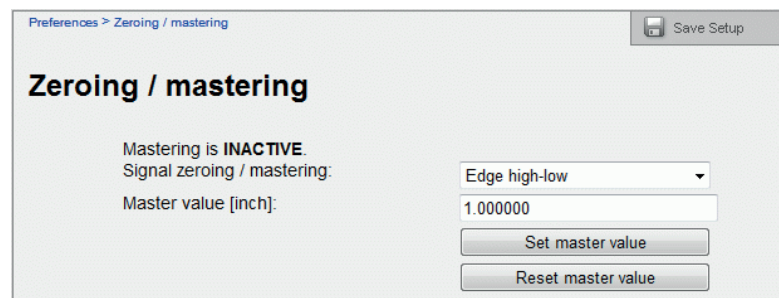 Preferences > Zeroing / mastering
Save Setup
Zeroing / mastering
Mastering is INACTIVE.
Signal zeroing / mastering: Edge high-low
Master value [inch]: 1.000000
Set master value
Reset master value